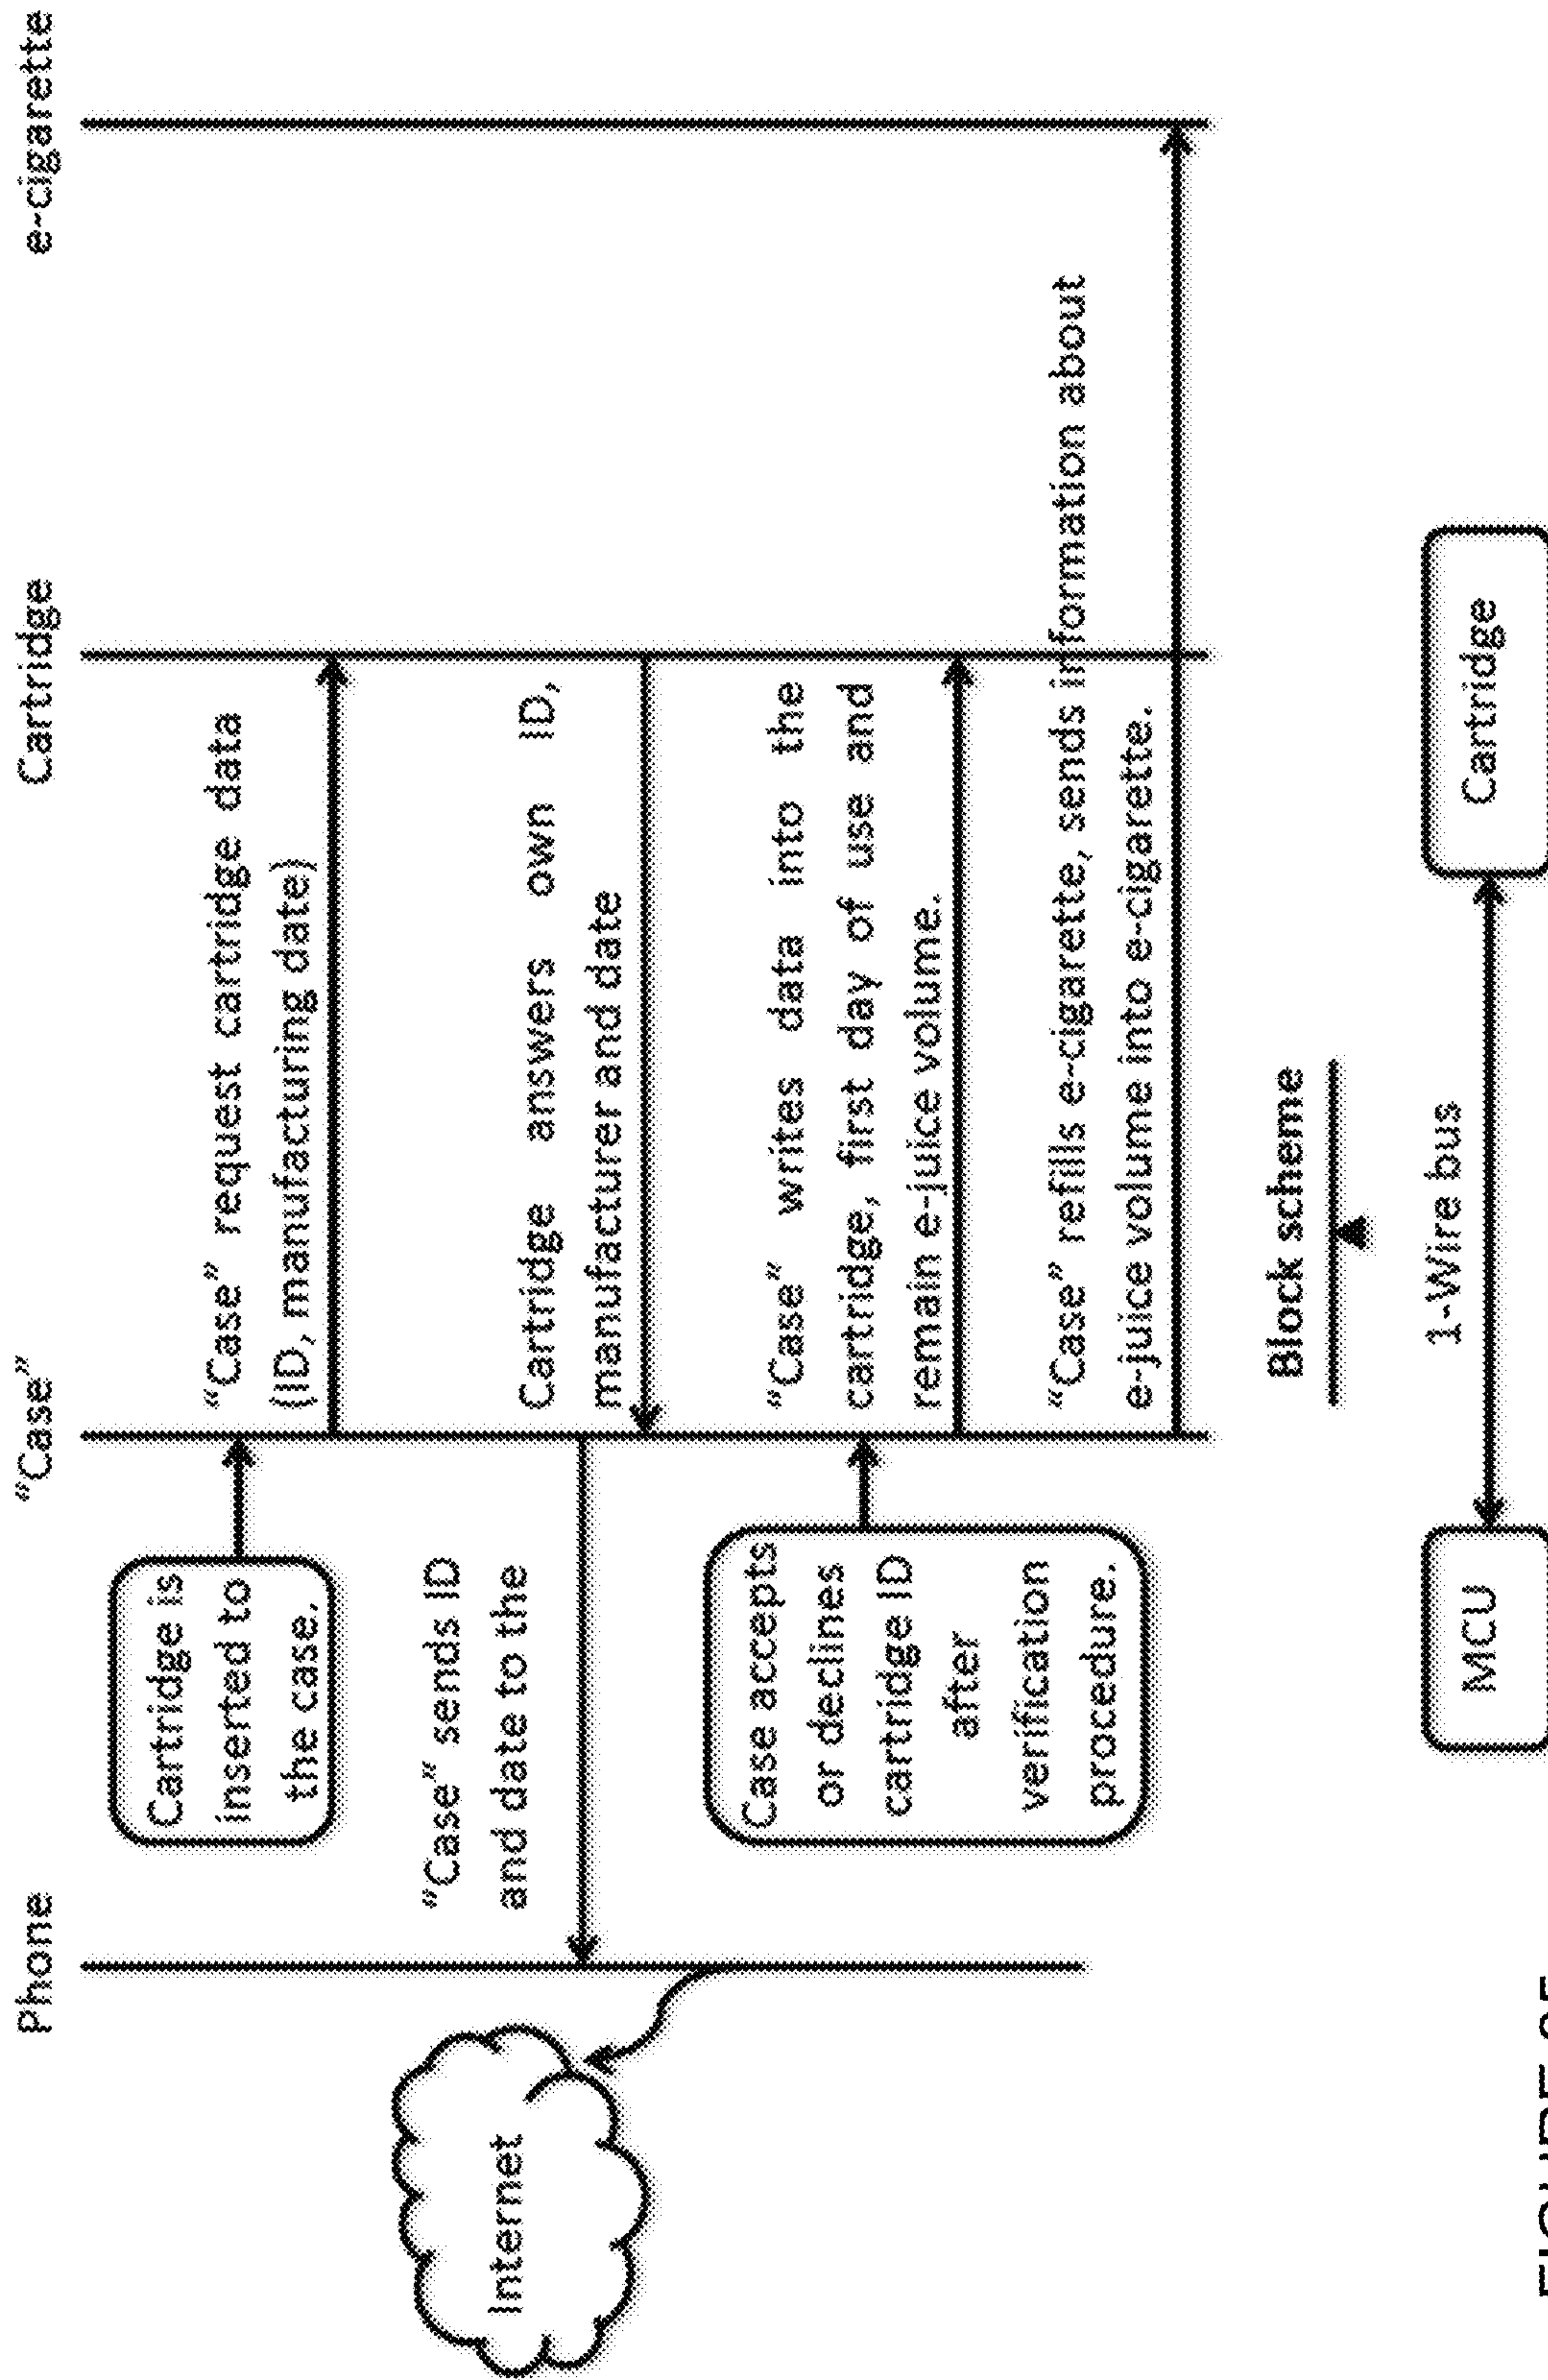 Phone
“Case”
Cartridge
e-cigarette
Cartridge is
inserted to
the case.
“Case” request cartridge data
(ID, manufacturing date)
Internet
“Case” sends ID
and date to the
Cartridge answers own ID,
manufacturer and date
Case accepts
or declines
cartridge ID
after
verification
procedure.
“Case” writes data into the
cartridge, first day of use and
remain e-juice volume.
“Case” refills e-cigarette, sends information about
e-juice volume into e-cigarette.
Block scheme
1-Wire bus
MCU
Cartridge
FIGURE